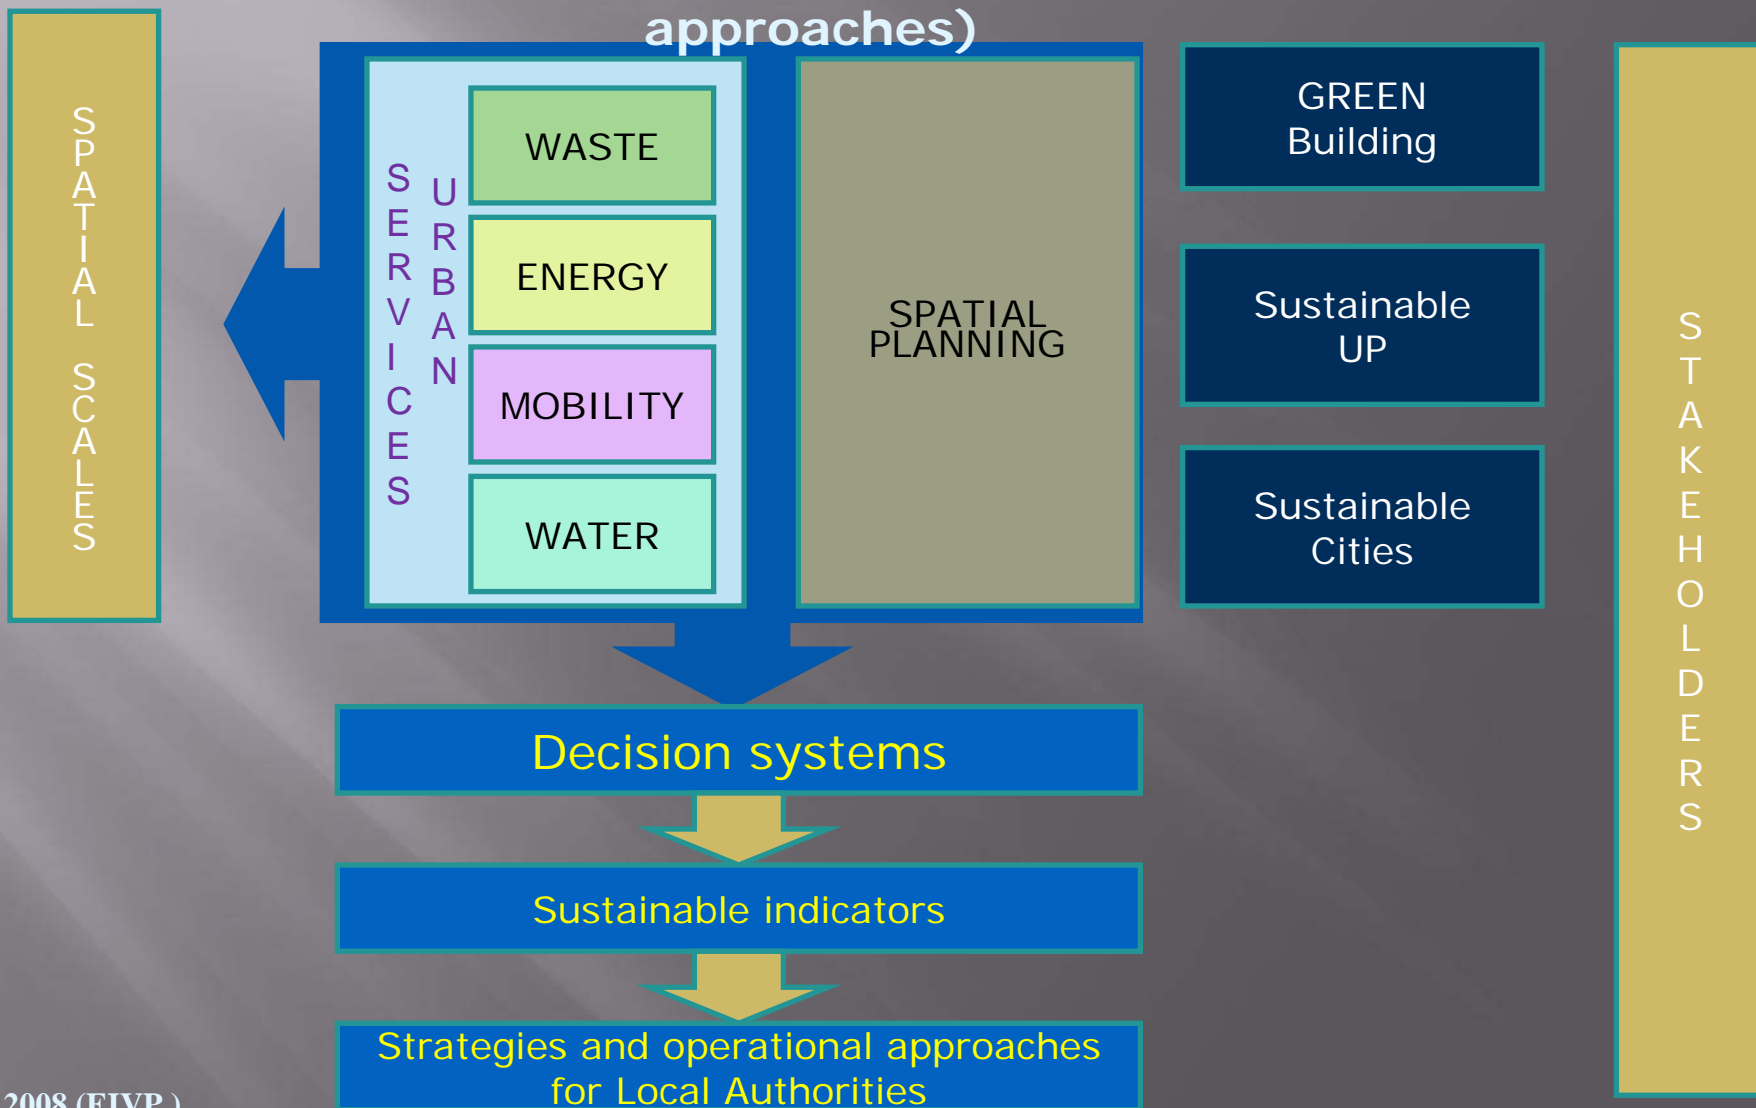 approaches)
SPATIAL SCALES
SERVICES
URBAN
WASTE
ENERGY
MOBILITY
WATER
SPATIAL
PLANNING
GREEN
Building
Sustainable
UP
Sustainable
Cities
STAKEHOLDERS
Decision systems
Sustainable indicators
Strategies and operational approaches
for Local Authorities
2008 (EIVP )